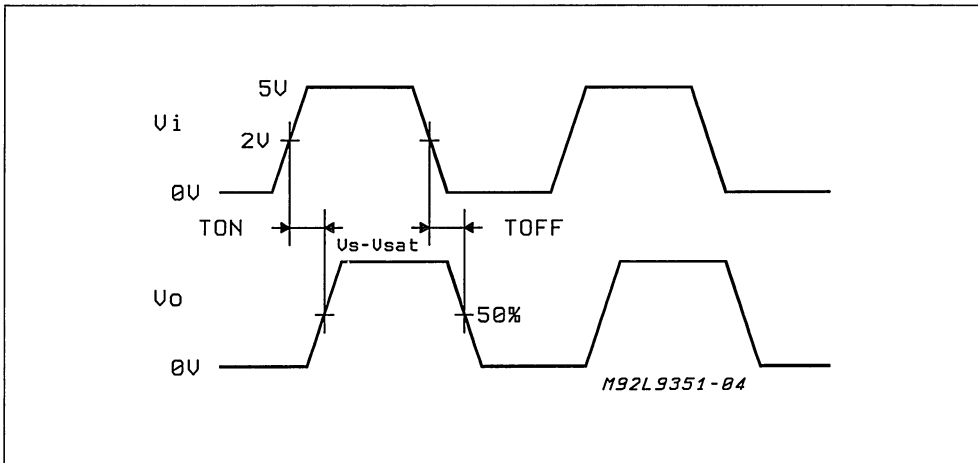 5V
Vi
2V
0V
TON
TOFF
Vs-Vsat
Vo
50%
0V
M92L9351-04